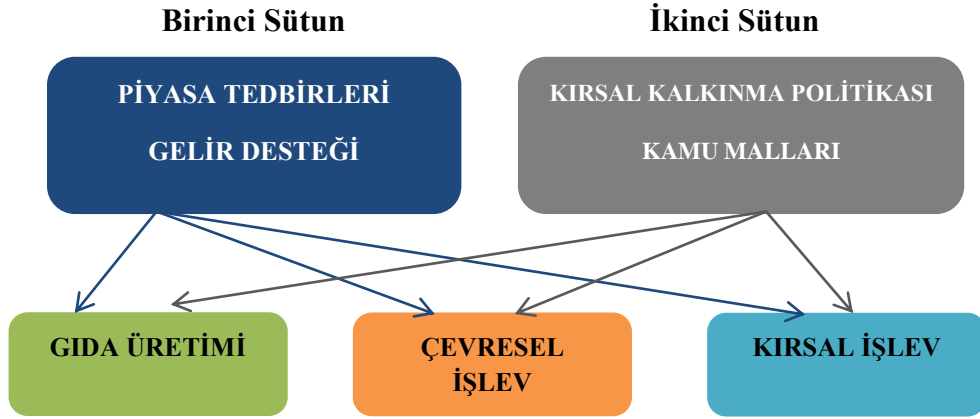 Birinci Sütun
İkinci Sütun
PİYASA TEDBİRLERİ
GELİR DESTEĞİ
KIRSAL KALKINMA POLİTİKASI
KAMU MALLARI
GIDA ÜRETİMİ
ÇEVRESEL
İŞLEV
KIRSAL İŞLEV